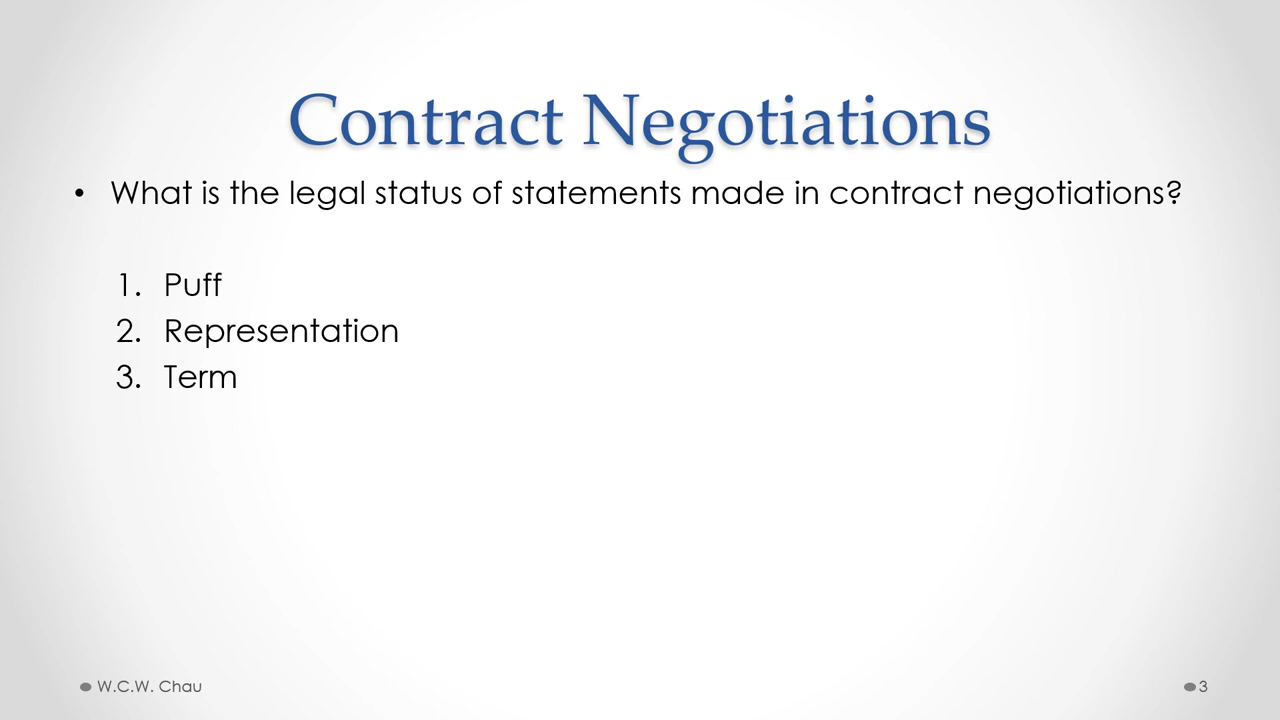 Contract Negotiations
• What is the legal status of statements made in contract negotiations?
1. Puff
2. Representation
3. Term
W.C.W. Chau
3